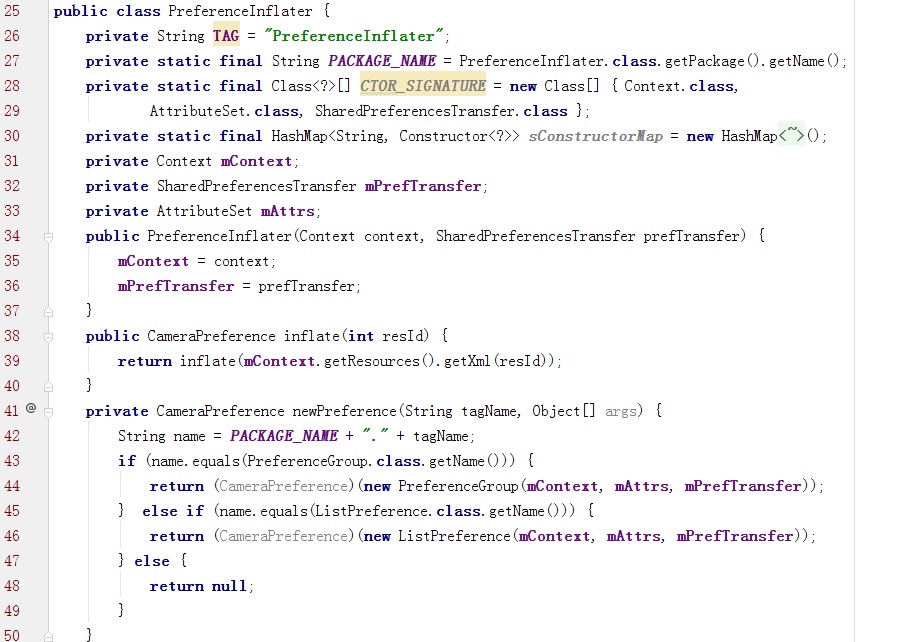 25 public class PreferenceInflater {
26     private String TAG = "PreferenceInflater";
27     private static final String PACKAGE_NAME = PreferenceInflater.class.getPackage().getName();
28     private static final Class<?>[] CTOR_SIGNATURE = new Class[] { Context.class,
29             AttributeSet.class, SharedPreferencesTransfer.class };
30     private static final HashMap<String, Constructor<?>> sConstructorMap = new HashMap<~>();
31     private Context mContext;
32     private SharedPreferencesTransfer mPrefTransfer;
33     private AttributeSet mAttrs;
34     public PreferenceInflater(Context context, SharedPreferencesTransfer prefTransfer) {
35         mContext = context;
36         mPrefTransfer = prefTransfer;
37     }
38     public CameraPreference inflate(int resId) {
39         return inflate(mContext.getResources().getXml(resId));
40     }
41 @   private CameraPreference newPreference(String tagName, Object[] args) {
42         String name = PACKAGE_NAME + "." + tagName;
43         if (name.equals(PreferenceGroup.class.getName())) {
44             return (CameraPreference)(new PreferenceGroup(mContext, mAttrs, mPrefTransfer));
45         }  else if (name.equals(ListPreference.class.getName())) {
46             return (CameraPreference)(new ListPreference(mContext, mAttrs, mPrefTransfer));
47         } else {
48             return null;
49         }
50     }